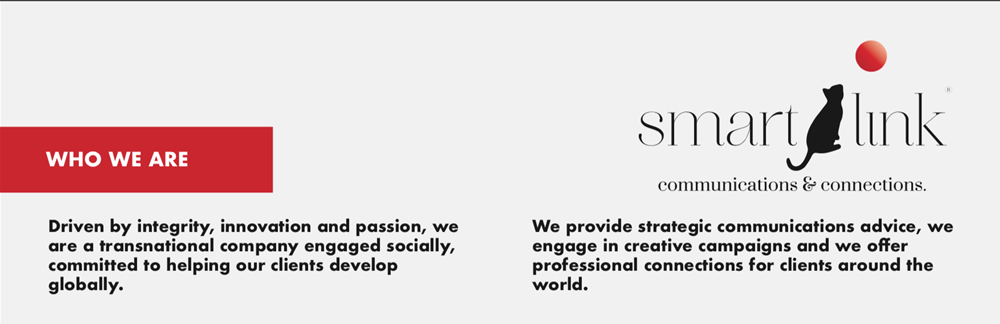 smart link®
communications & connections.
WHO WE ARE
Driven by integrity, innovation and passion, we
are a transnational company engaged socially,
committed to helping our clients develop
globally.
We provide strategic communications advice, we
engage in creative campaigns and we offer
professional connections for clients around the
world.